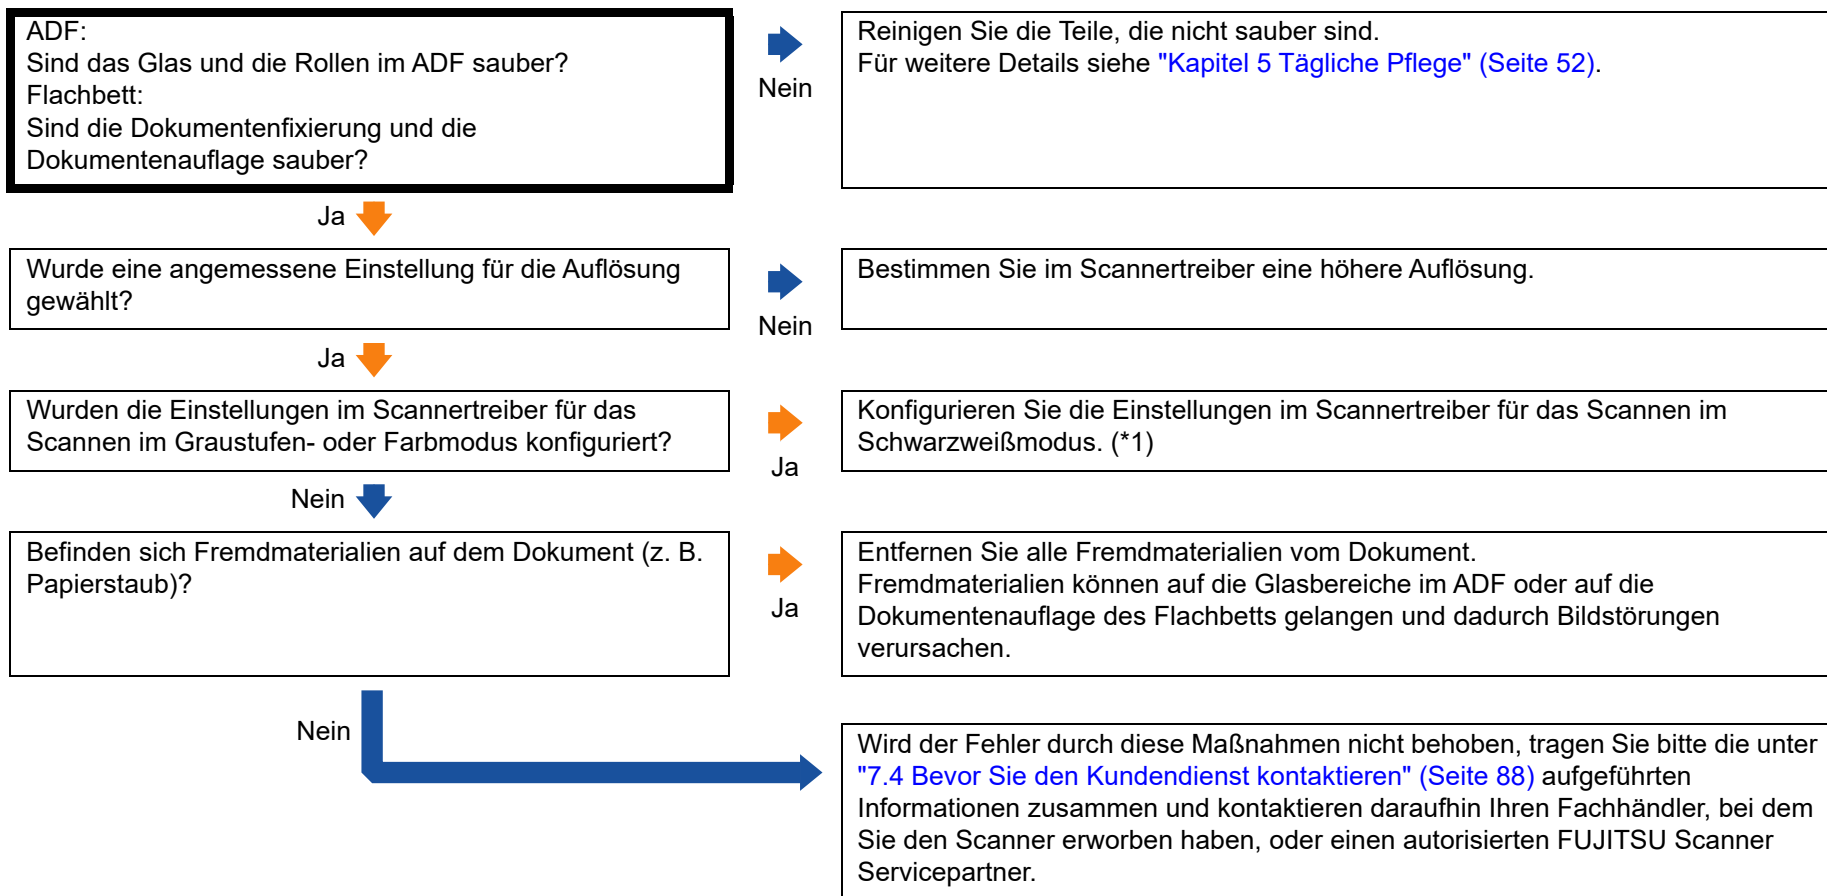 ADF:
Sind das Glas und die Rollen im ADF sauber?
Flachbett:
Sind die Dokumentenfixierung und die
Dokumentenauflage sauber?
Nein
Reinigen Sie die Teile, die nicht sauber sind.
Für weitere Details siehe "Kapitel 5 Tägliche Pflege" (Seite 52).
Ja
Wurde eine angemessene Einstellung für die Auflösung
gewählt?
Nein
Bestimmen Sie im Scannertreiber eine höhere Auflösung.
Ja
Wurden die Einstellungen im Scannertreiber für das
Scannen im Graustufen- oder Farbmodus konfiguriert?
Ja
Konfigurieren Sie die Einstellungen im Scannertreiber für das Scannen im
Schwarzweißmodus. (*1)
Nein
Befinden sich Fremdmaterialien auf dem Dokument (z. B.
Papierstaub)?
Ja
Entfernen Sie alle Fremdmaterialien vom Dokument.
Fremdmaterialien können auf die Glasbereiche im ADF oder auf die
Dokumentenauflage des Flachbetts gelangen und dadurch Bildstörungen
verursachen.
Nein
Wird der Fehler durch diese Maßnahmen nicht behoben, tragen Sie bitte die unter
"7.4 Bevor Sie den Kundendienst kontaktieren" (Seite 88) aufgeführten
Informationen zusammen und kontaktieren daraufhin Ihren Fachhändler, bei dem
Sie den Scanner erworben haben, oder einen autorisierten FUJITSU Scanner
Servicepartner.